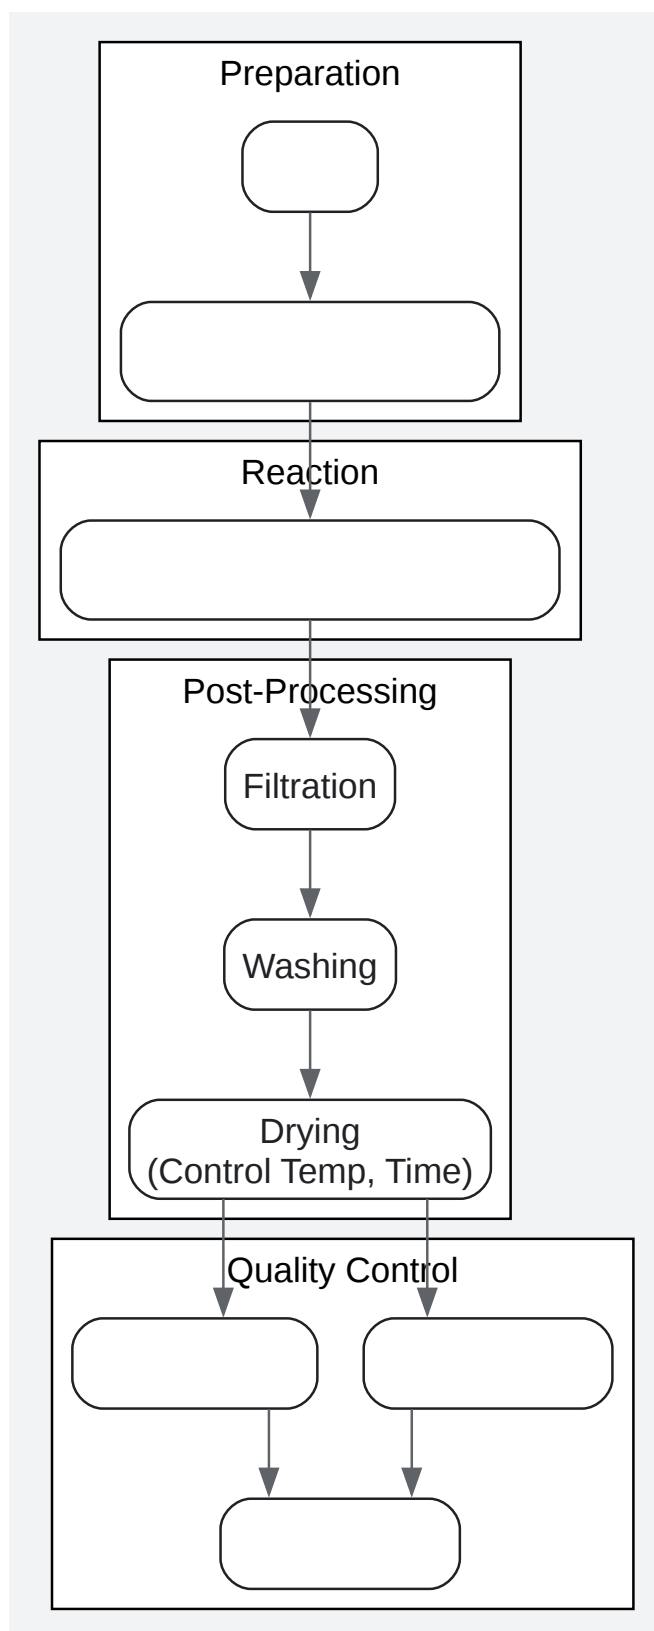 Preparation
Reaction
Post-Processing
Filtration
Washing
Drying
(Control Temp, Time)
Quality Control